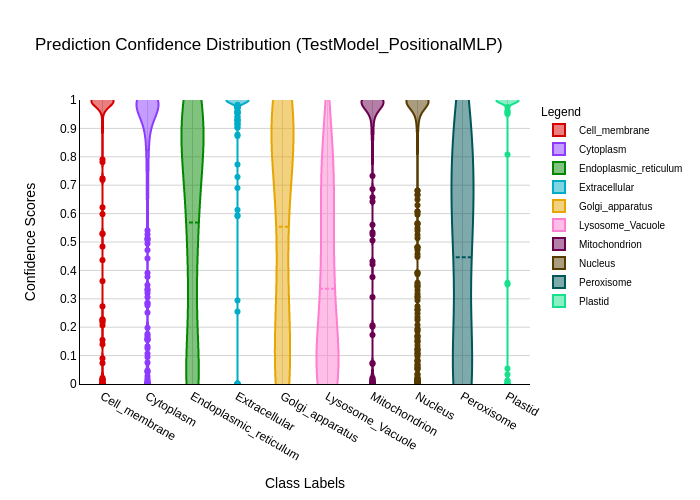 Prediction Confidence Distribution (TestModel_PositionalMLP)
Confidence Scores
1
0.9
0.8
0.7
0.6
0.5
0.4
0.3
0.2
0.1
0
Cell_membrane
Cytoplasm
Endoplasmic_reticulum
Extracellular
Golgi_apparatus
Lysosome_Vacuole
Mitochondrion
Nucleus
Peroxisome
Plastid
Class Labels
Legend
Cell_membrane
Cytoplasm
Endoplasmic_reticulum
Extracellular
Golgi_apparatus
Lysosome_Vacuole
Mitochondrion
Nucleus
Peroxisome
Plastid